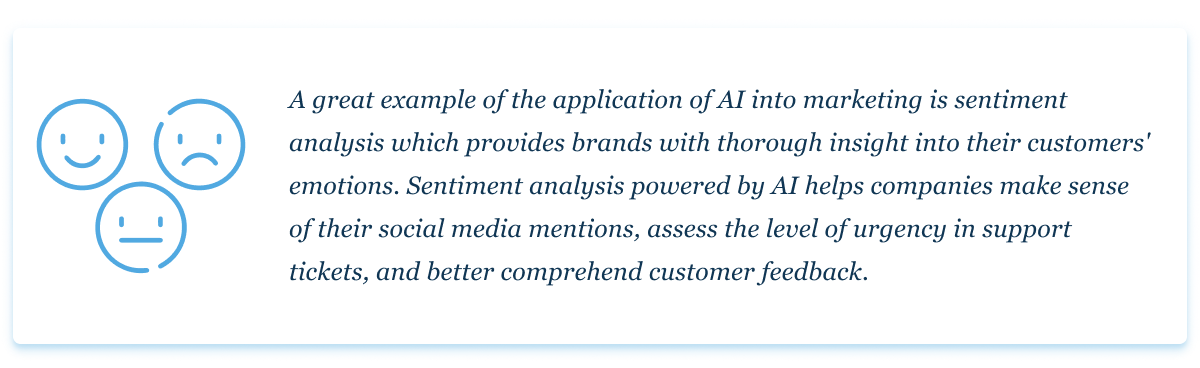 A great example of the application of AI into marketing is sentiment
analysis which provides brands with thorough insight into their customers'
emotions. Sentiment analysis powered by AI helps companies make sense
of their social media mentions, assess the level of urgency in support
tickets, and better comprehend customer feedback.